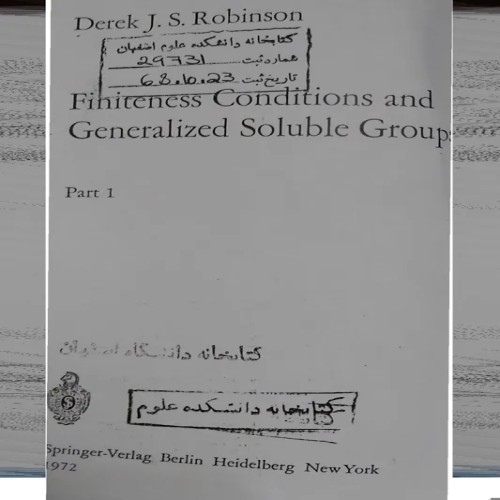 Derek J. S. Robinson
کتابخانه دانشکده علوم اصفهان
شماره ثبت 29731
تاریخ ثبت 68.10.23
Finiteness Conditions and
Generalized Soluble Group
Part 1
کتابخانه دانشگاه اصفهان
کتابخانه دانشکده علوم
Springer-Verlag Berlin Heidelberg New York
1972